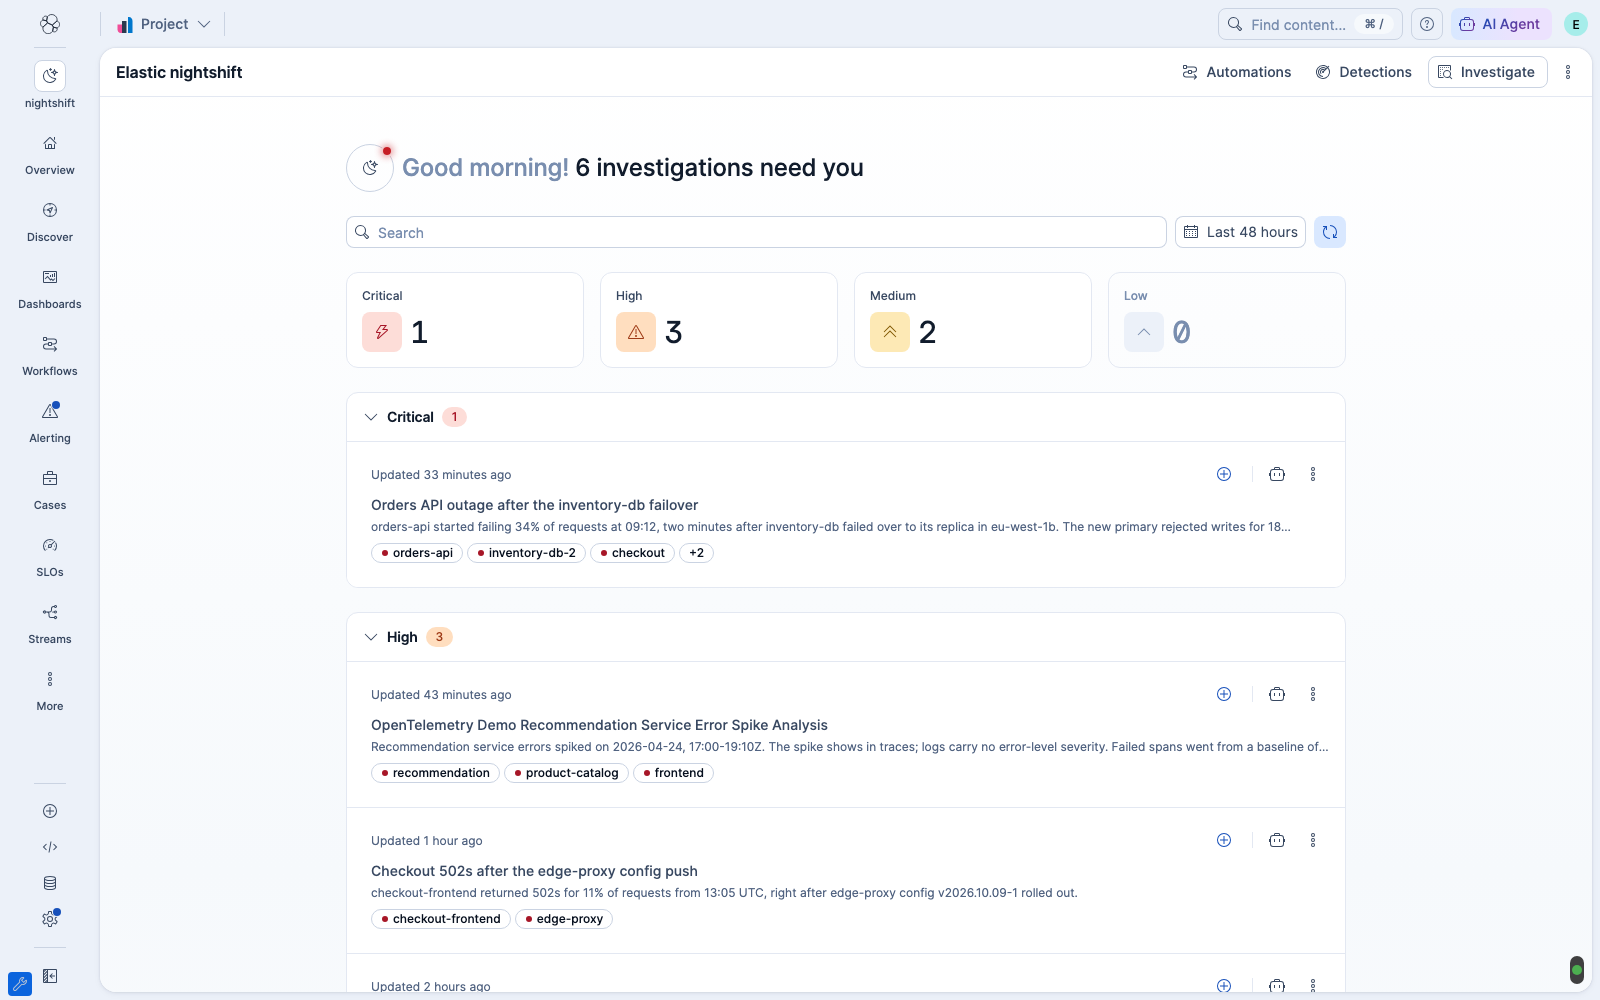 Project
Find content...
⌘ /
AI Agent
E
nightshift
Overview
Discover
Dashboards
Workflows
Alerting
Cases
SLOs
Streams
More
Elastic nightshift
Automations
Detections
Investigate
Good morning! 6 investigations need you
Search
Last 48 hours
Critical
1
High
3
Medium
2
Low
0
Critical 1
Updated 33 minutes ago
Orders API outage after the inventory-db failover
orders-api started failing 34% of requests at 09:12, two minutes after inventory-db failed over to its replica in eu-west-1b. The new primary rejected writes for 18...
orders-api inventory-db-2 checkout +2
High 3
Updated 43 minutes ago
OpenTelemetry Demo Recommendation Service Error Spike Analysis
Recommendation service errors spiked on 2026-04-24, 17:00-19:10Z. The spike shows in traces; logs carry no error-level severity. Failed spans went from a baseline of...
recommendation product-catalog frontend
Updated 1 hour ago
Checkout 502s after the edge-proxy config push
checkout-frontend returned 502s for 11% of requests from 13:05 UTC, right after edge-proxy config v2026.10.09-1 rolled out.
checkout-frontend edge-proxy
Updated 2 hours ago